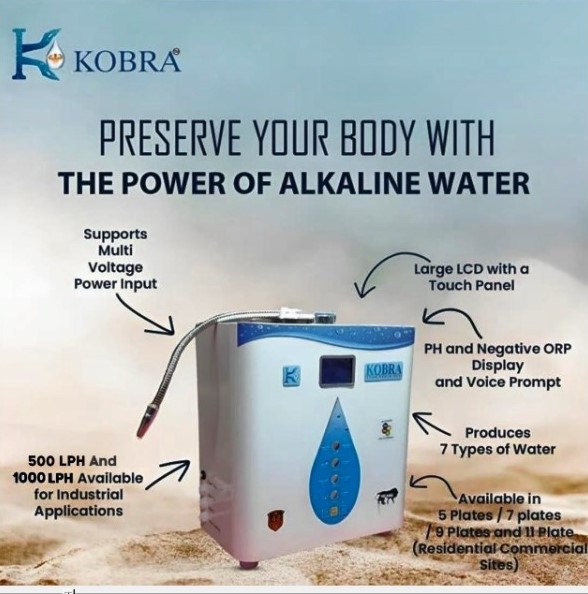 KOBRA
PRESERVE YOUR BODY WITH
THE POWER OF ALKALINE WATER
Supports
Multi
Voltage
Power Input
Large LCD with a
Touch Panel
PH and Negative ORP
Display
and Voice Prompt
KOBRA
Produces
7 Types of Water
500 LPH And
1000 LPH Available
for Industrial
Applications
Available in
5 Plates / 7 plates
/ 9 Plates and 11 Plate
(Residential Commercial
Sites)